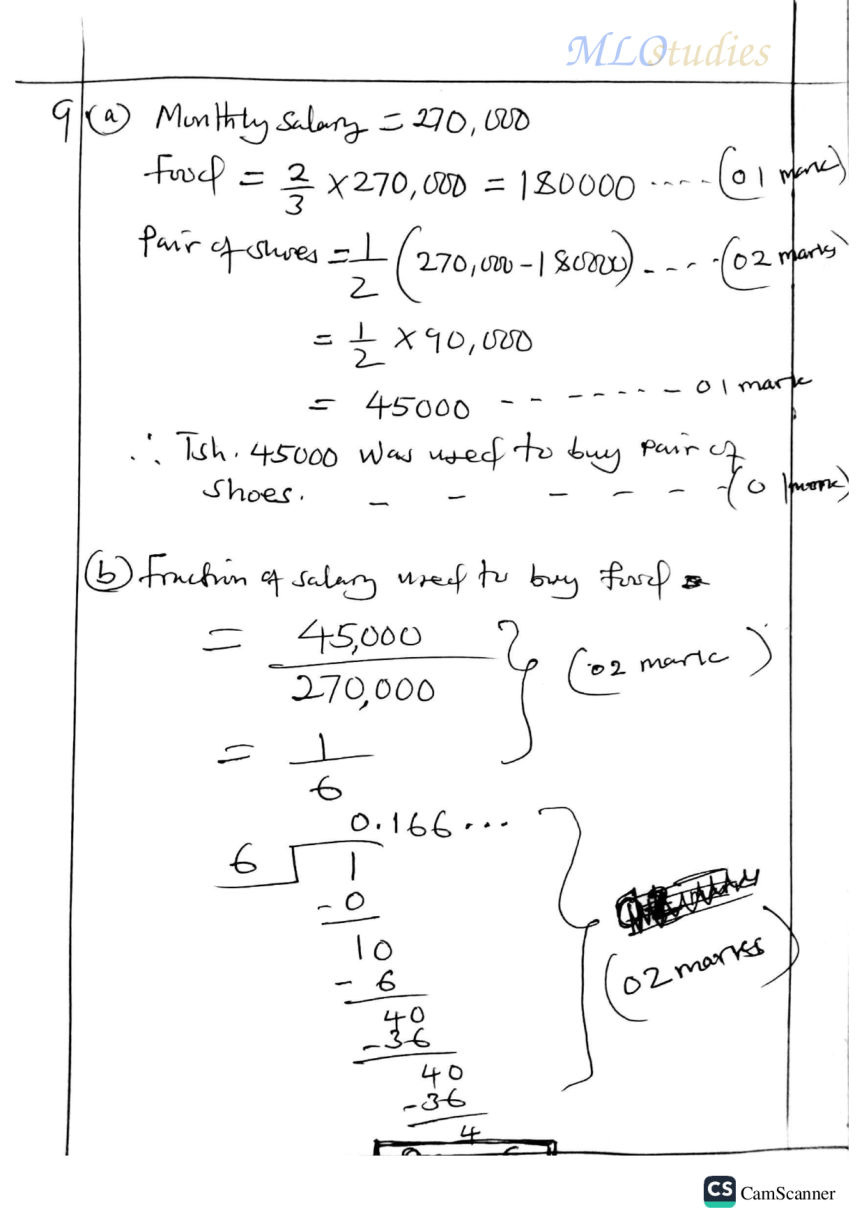 MLOstudies
9 (a) Monthly salary = 270,000
Food = 2/3 × 270,000 = 180000 ---- (01 mark)
Pair of shoes = 1/2 (270,000 - 180000) ---- (02 marks)
= 1/2 × 90,000
= 45000 -- ----- 01 mark
∴ Tsh. 45000 was used to buy pair of
shoes. - - - - - - (01 mark)
(b) Fraction of salary used to buy food
= 45,000
270,000
(02 mark)
= 1
6
0.166...
6 1
- 0
10
- 6
40
-36
40
-36
4
(02 marks)
CS CamScanner